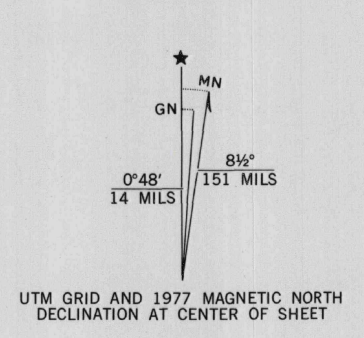 MN
GN
8½°
151 MILS
0°48′
14 MILS
UTM GRID AND 1977 MAGNETIC NORTH
DECLINATION AT CENTER OF SHEET